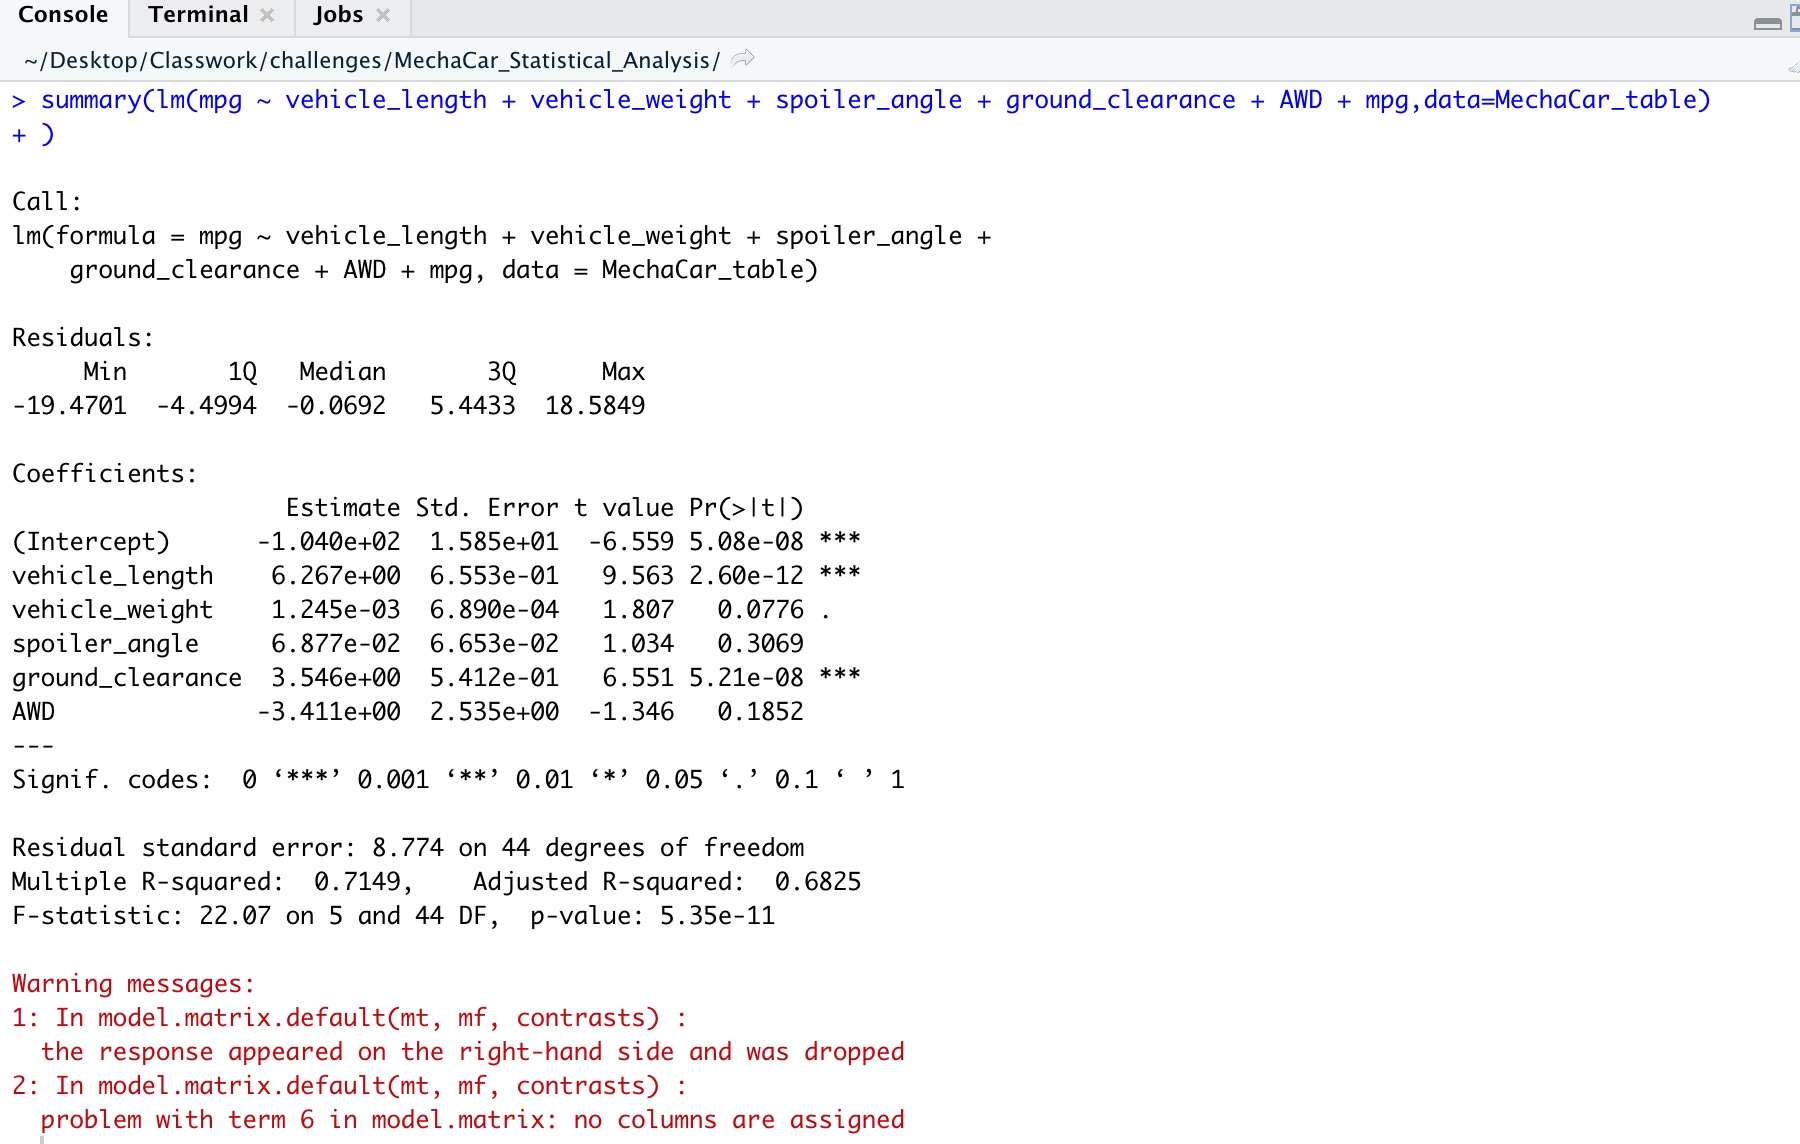 Console Terminal × Jobs ×
~/Desktop/Classwork/challenges/MechaCar_Statistical_Analysis/
> summary(lm(mpg ~ vehicle_length + vehicle_weight + spoiler_angle + ground_clearance + AWD + mpg,data=MechaCar_table)
+ )
Call:
lm(formula = mpg ~ vehicle_length + vehicle_weight + spoiler_angle +
    ground_clearance + AWD + mpg, data = MechaCar_table)
Residuals:
     Min       1Q   Median       3Q      Max
-19.4701  -4.4994  -0.0692   5.4433  18.5849
Coefficients:
                   Estimate Std. Error t value Pr(>|t|)
(Intercept)      -1.040e+02  1.585e+01  -6.559 5.08e-08 ***
vehicle_length    6.267e+00  6.553e-01   9.563 2.60e-12 ***
vehicle_weight    1.245e-03  6.890e-04   1.807   0.0776 .
spoiler_angle     6.877e-02  6.653e-02   1.034   0.3069
ground_clearance  3.546e+00  5.412e-01   6.551 5.21e-08 ***
AWD              -3.411e+00  2.535e+00  -1.346   0.1852
---
Signif. codes:  0 ‘***’ 0.001 ‘**’ 0.01 ‘*’ 0.05 ‘.’ 0.1 ‘ ’ 1
Residual standard error: 8.774 on 44 degrees of freedom
Multiple R-squared:  0.7149,    Adjusted R-squared:  0.6825
F-statistic: 22.07 on 5 and 44 DF,  p-value: 5.35e-11
Warning messages:
1: In model.matrix.default(mt, mf, contrasts) :
  the response appeared on the right-hand side and was dropped
2: In model.matrix.default(mt, mf, contrasts) :
  problem with term 6 in model.matrix: no columns are assigned